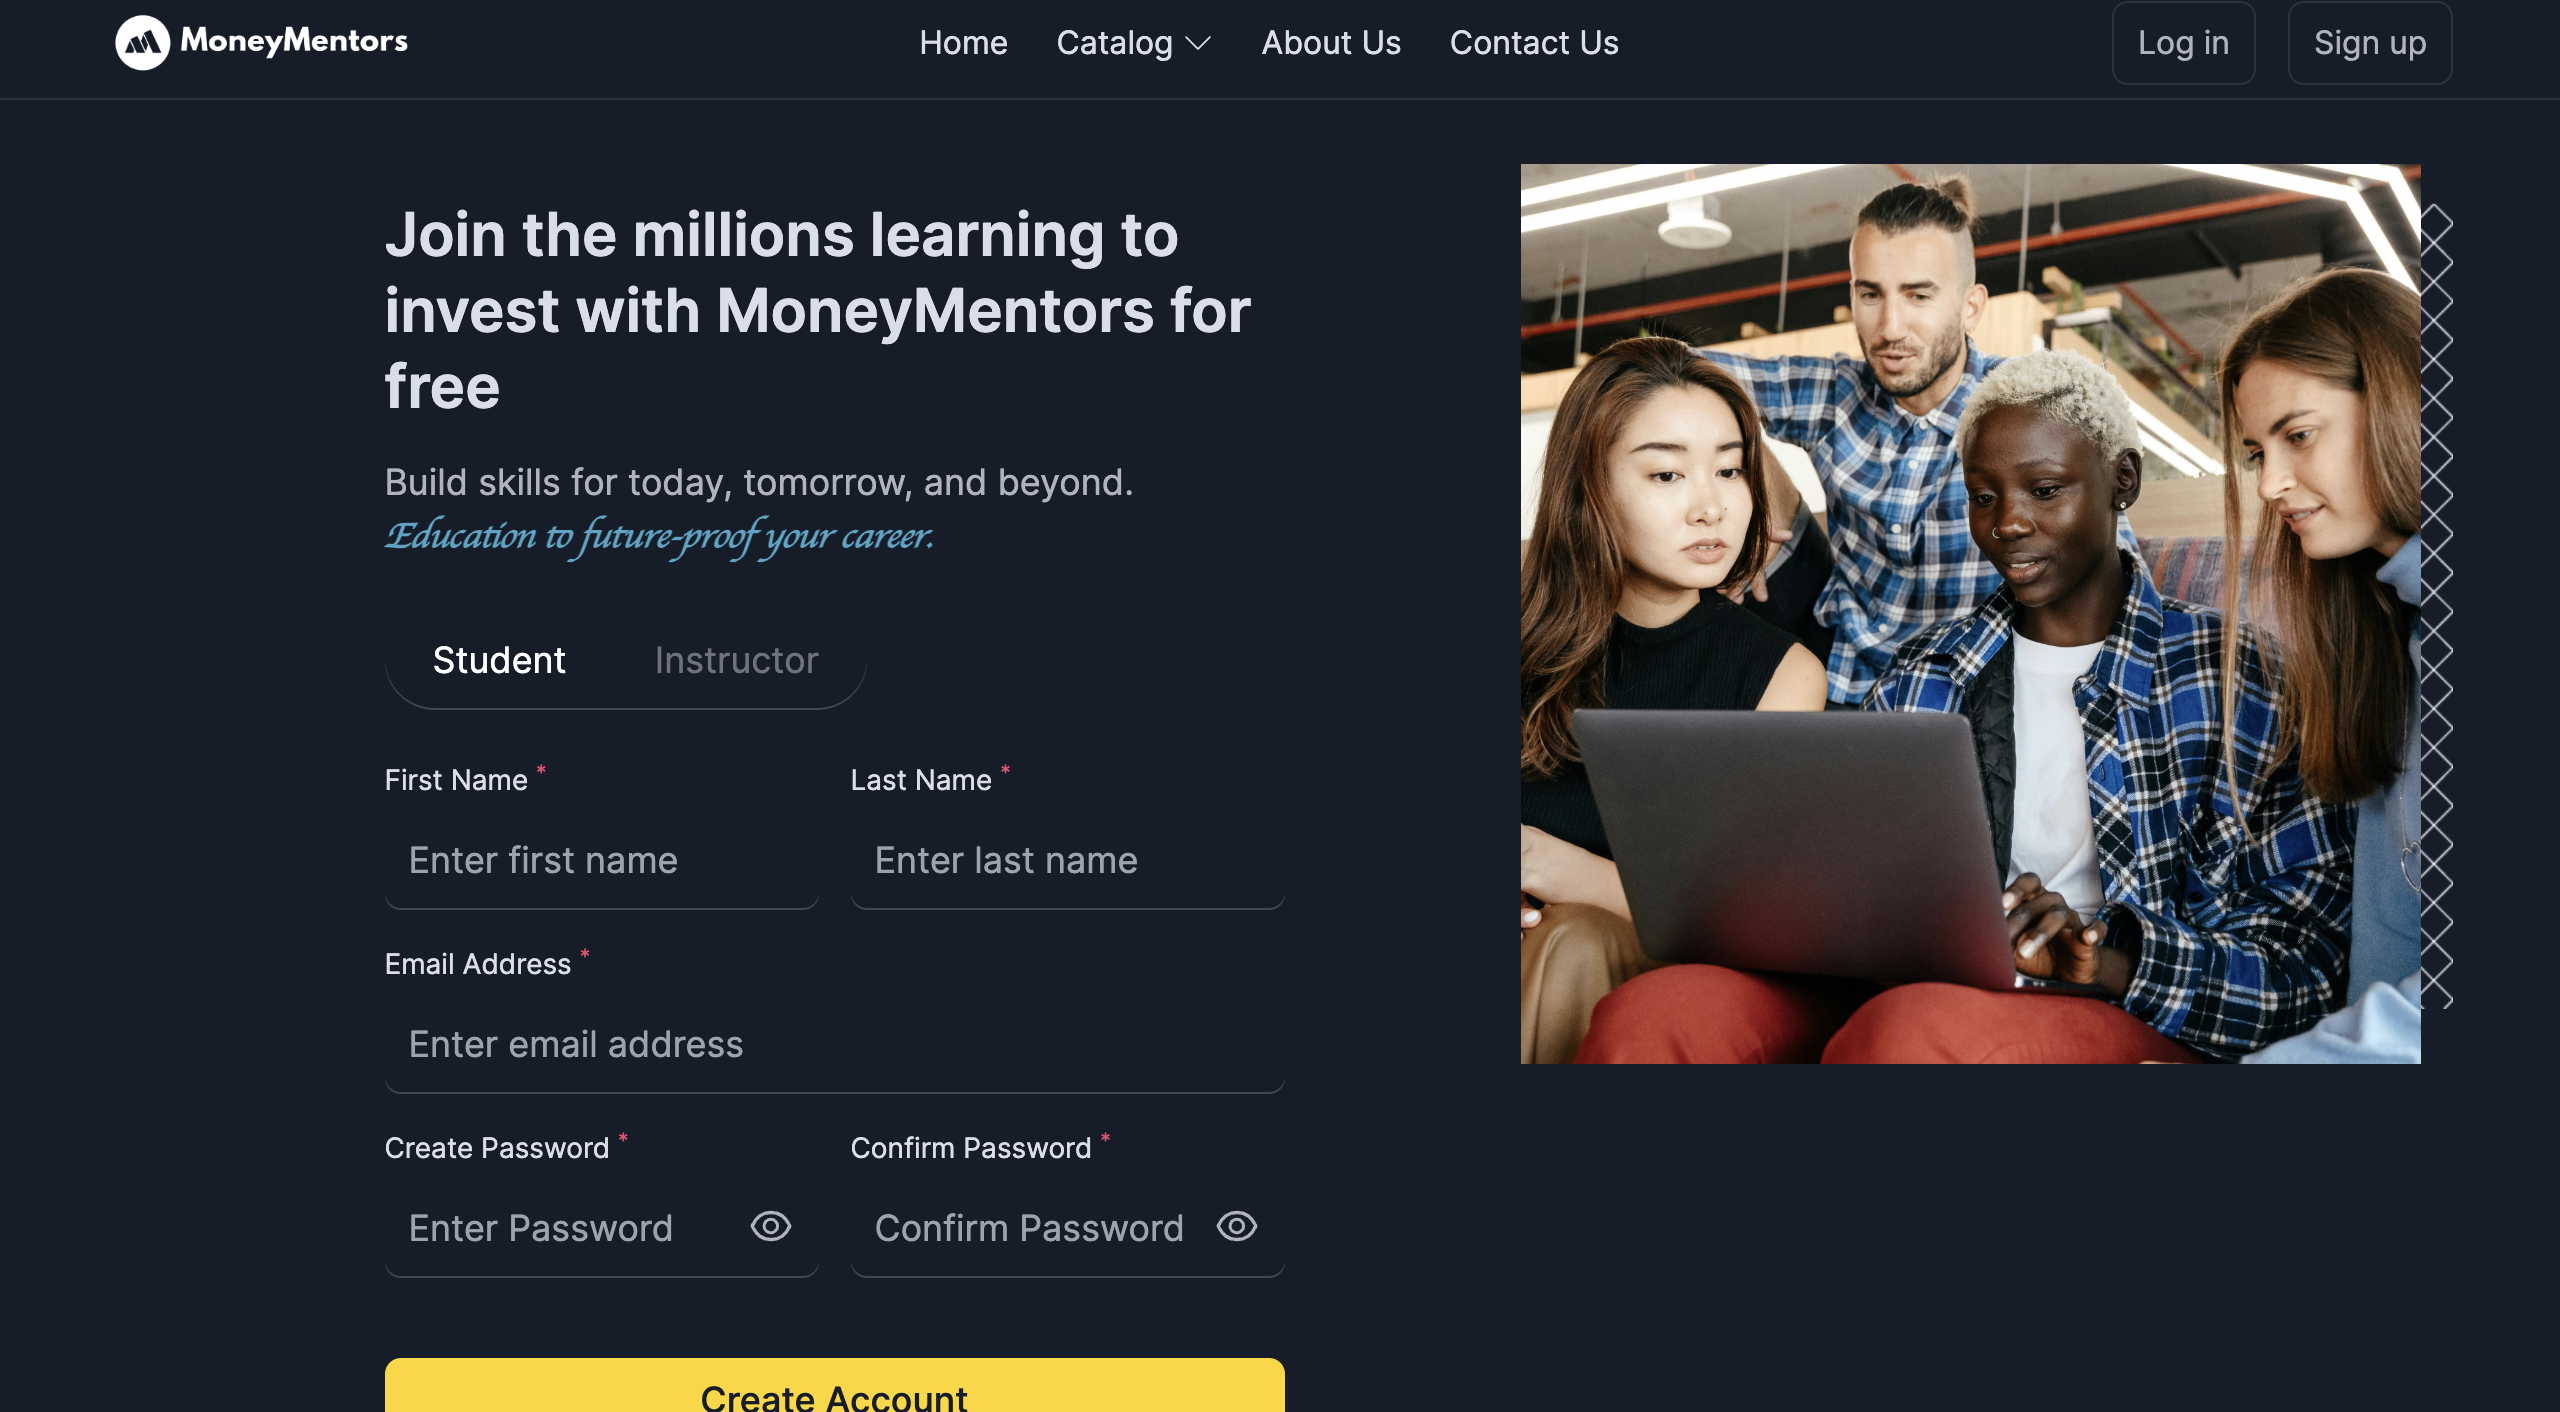 MoneyMentors
Home Catalog About Us Contact Us
Log in Sign up
Join the millions learning to
invest with MoneyMentors for
free
Build skills for today, tomorrow, and beyond.
Education to future-proof your career.
Student Instructor
First Name * Last Name *
Enter first name Enter last name
Email Address *
Enter email address
Create Password * Confirm Password *
Enter Password Confirm Password
Create Account